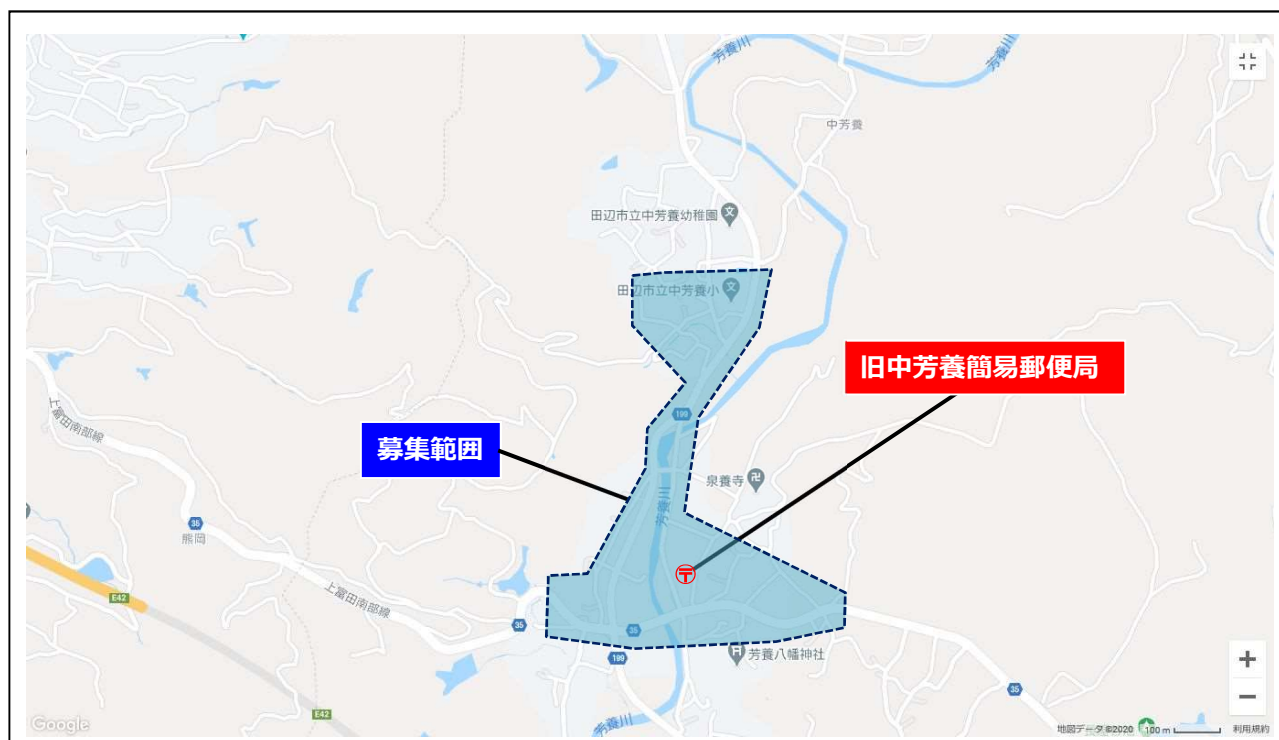 芳養川
芳養川
中芳養
田辺市立中芳養幼稚園
文
田辺市立中芳養小
文
旧中芳養簡易郵便局
上富田南部線
199
募集範囲
泉養寺
芳養川
35
熊岡
〒
E42
上富田南部線
35
35
199
芳養八幡神社
35
E42
芳養川
+
−
Google
地図データ ©2020
100 m
利用規約